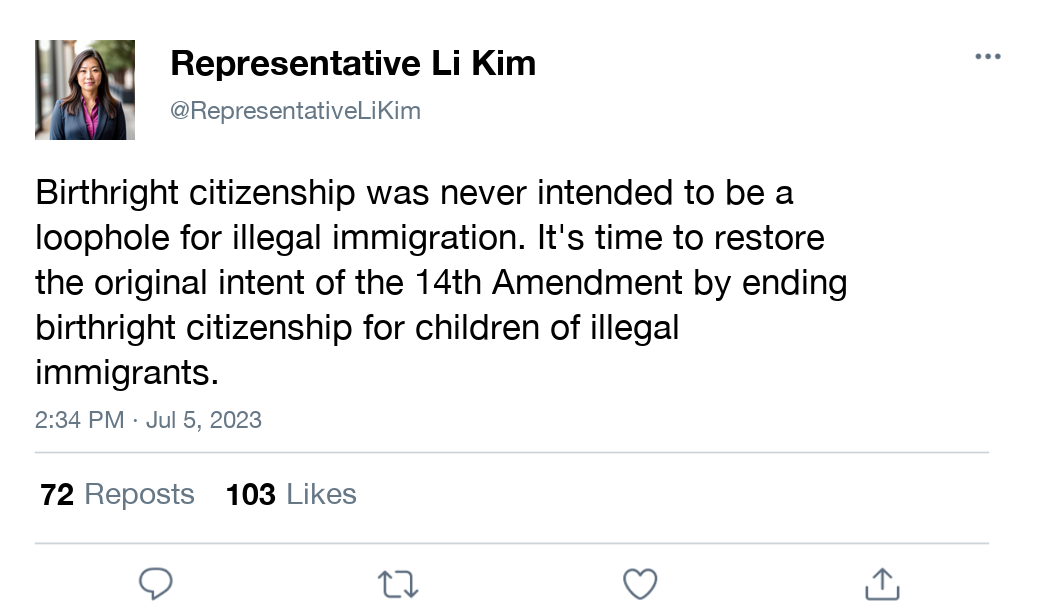 Representative Li Kim
@RepresentativeLiKim
Birthright citizenship was never intended to be a
loophole for illegal immigration. It's time to restore
the original intent of the 14th Amendment by ending
birthright citizenship for children of illegal
immigrants.
2:34 PM · Jul 5, 2023
72 Reposts 103 Likes